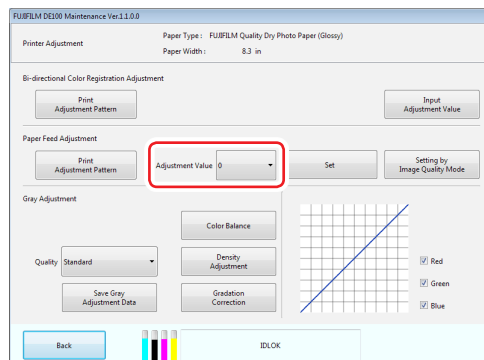 FUJIFILM DE100 Maintenance Ver.1.1.0.0
Printer Adjustment
Paper Type : FUJIFILM Quality Dry Photo Paper (Glossy)
Paper Width : 8.3 in
Bi-directional Color Registration Adjustment
Print
Adjustment Pattern
Input
Adjustment Value
Paper Feed Adjustment
Print
Adjustment Pattern
Adjustment Value 0
Set
Setting by
Image Quality Mode
Gray Adjustment
Color Balance
Quality Standard
Density
Adjustment
Save Gray
Adjustment Data
Gradation
Correction
Red
Green
Blue
Back
IDLOK